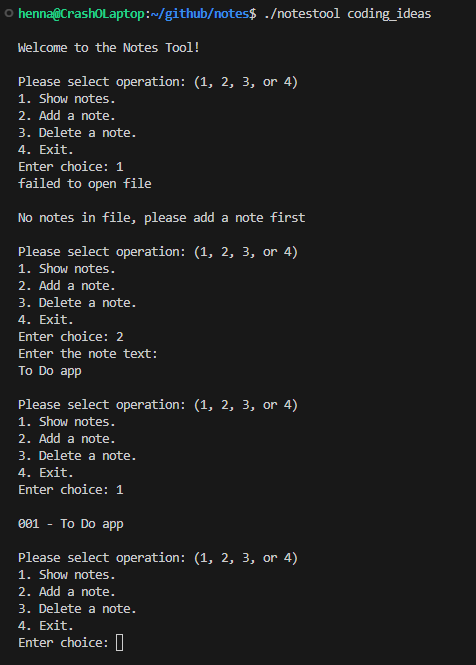 henna@CrashOLaptop:~/github/notes$ ./notestool coding_ideas
Welcome to the Notes Tool!
Please select operation: (1, 2, 3, or 4)
1. Show notes.
2. Add a note.
3. Delete a note.
4. Exit.
Enter choice: 1
failed to open file
No notes in file, please add a note first
Please select operation: (1, 2, 3, or 4)
1. Show notes.
2. Add a note.
3. Delete a note.
4. Exit.
Enter choice: 2
Enter the note text:
To Do app
Please select operation: (1, 2, 3, or 4)
1. Show notes.
2. Add a note.
3. Delete a note.
4. Exit.
Enter choice: 1
001 - To Do app
Please select operation: (1, 2, 3, or 4)
1. Show notes.
2. Add a note.
3. Delete a note.
4. Exit.
Enter choice: